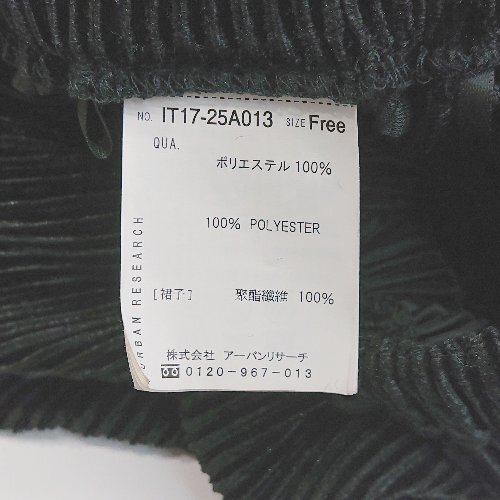 NO. IT17-25A013 SIZE Free
QUA.
ポリエステル 100%
100% POLYESTER
[裙子] 聚酯纖維 100%
株式会社 アーバンリサーチ
0120-967-013
URBAN RESEARCH